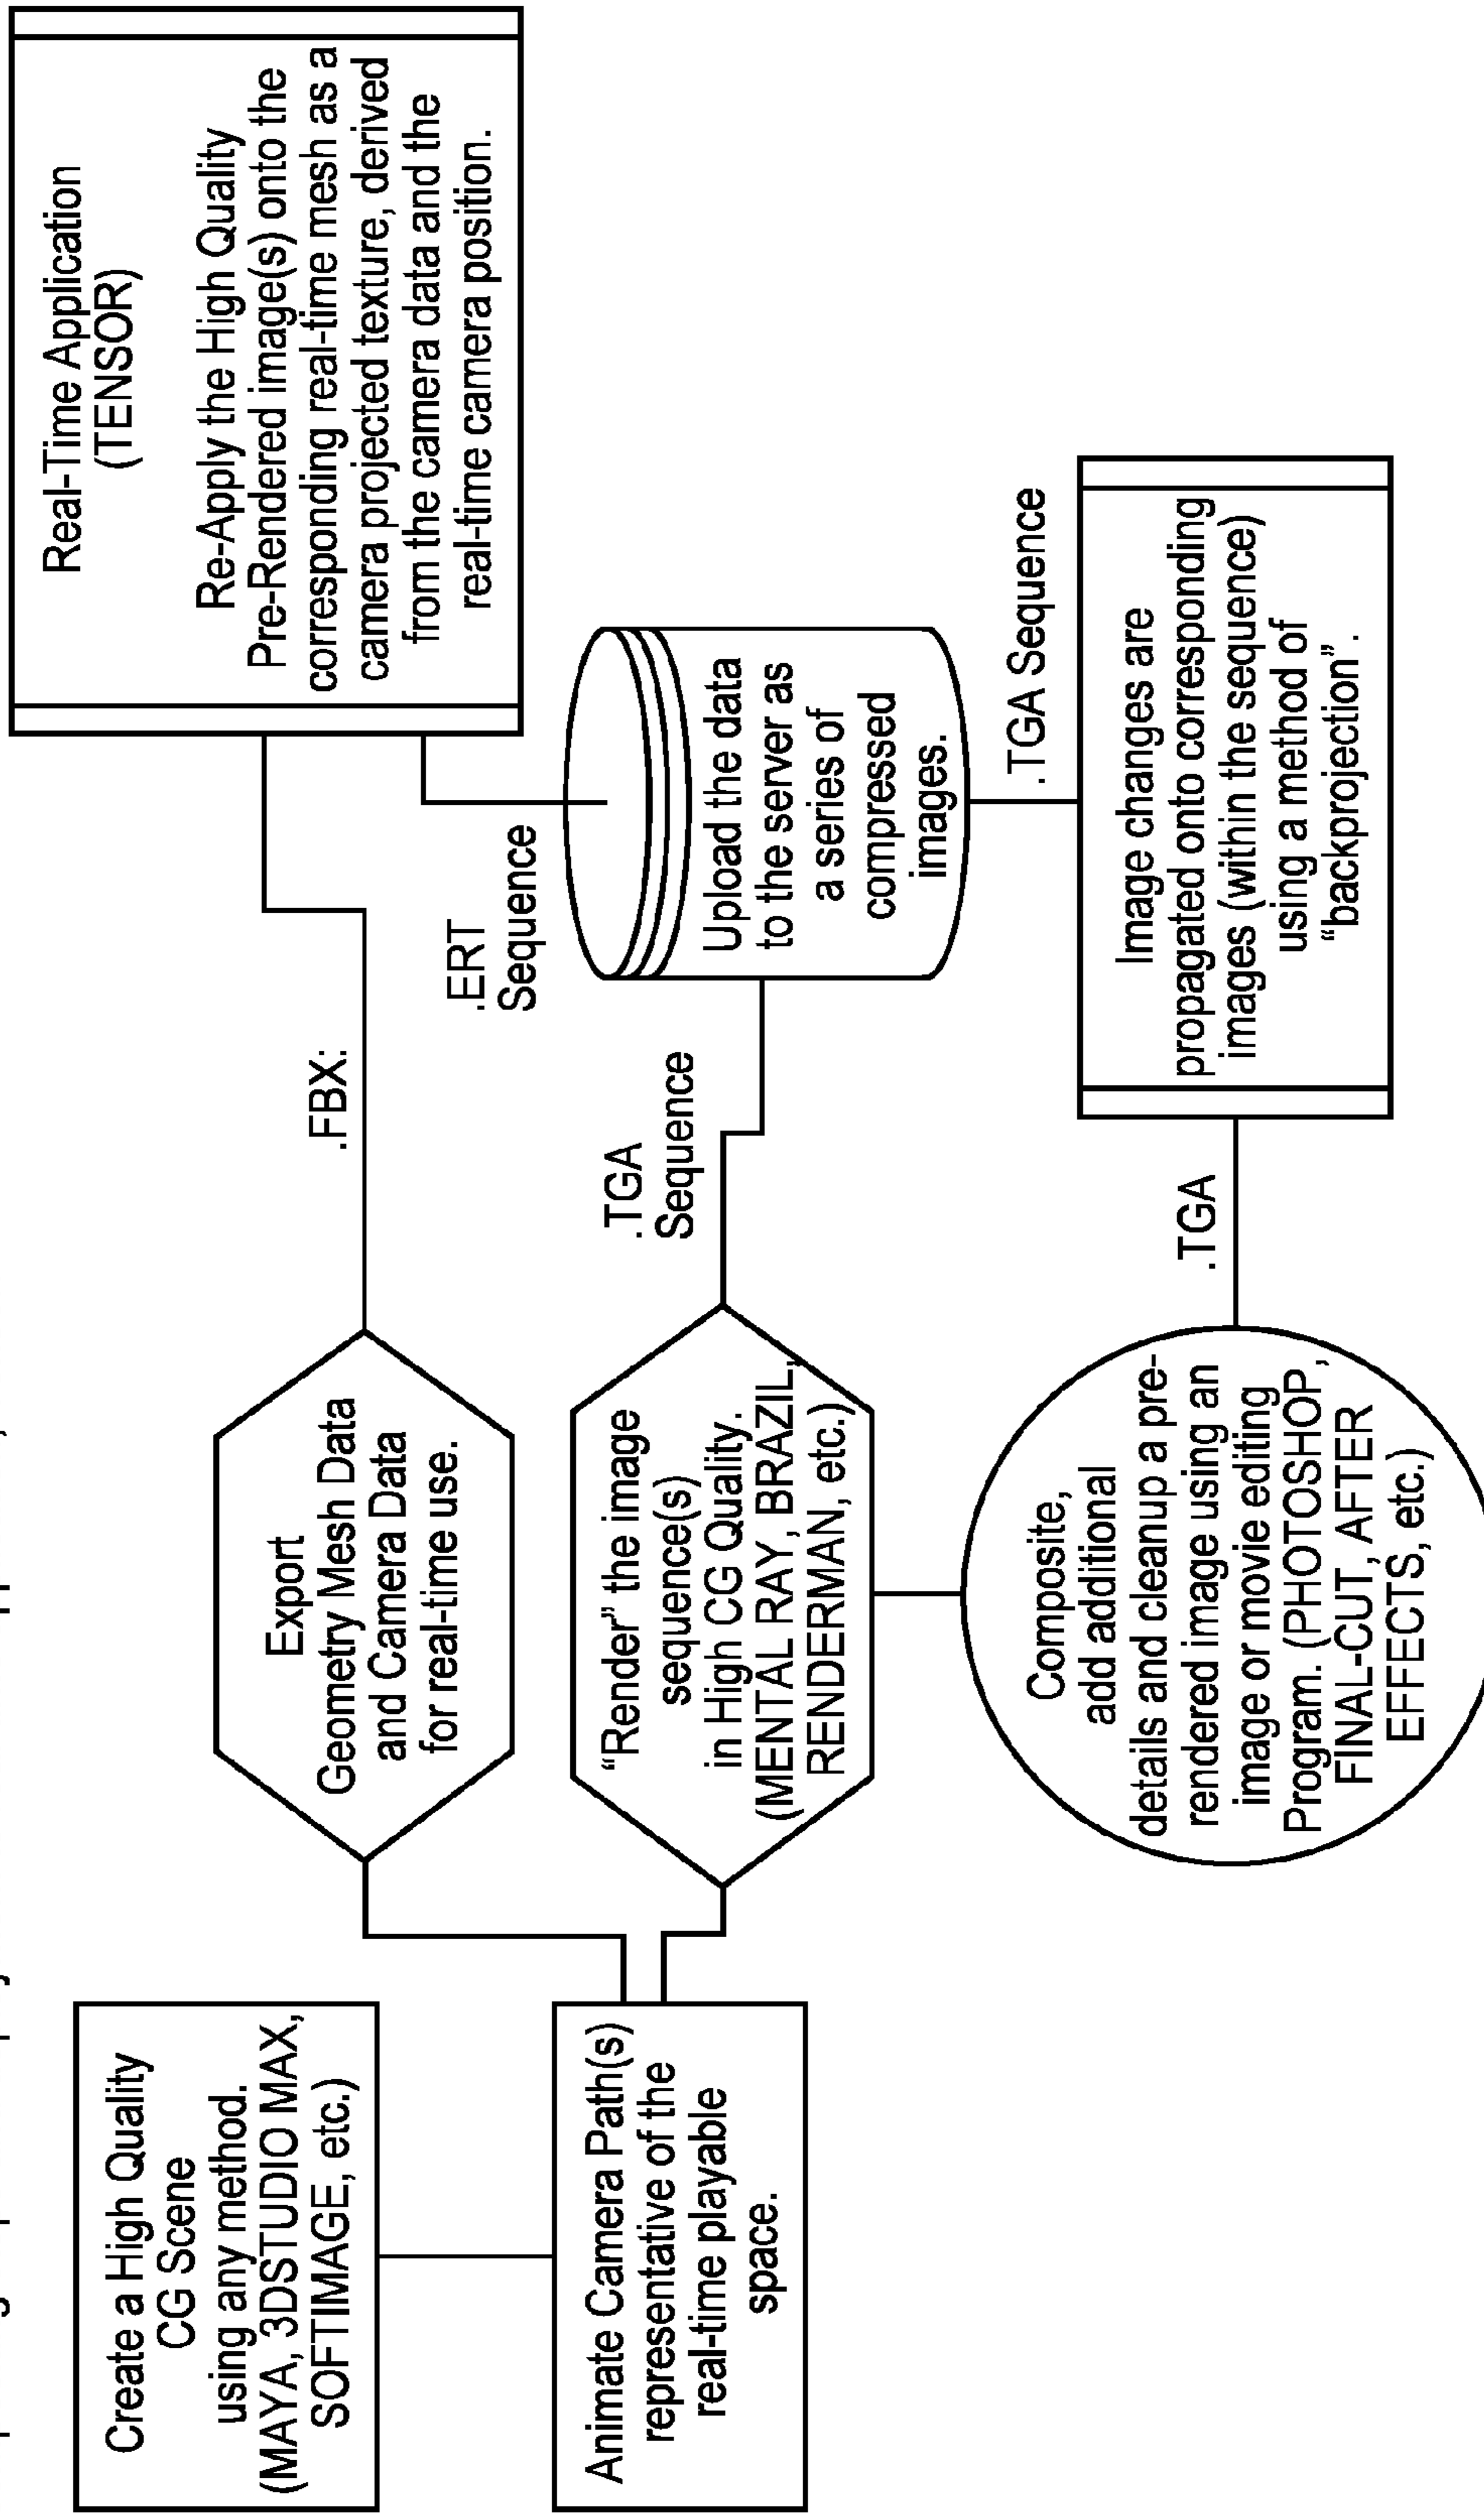 Create a High Quality
CG Scene
using any method.
(MAYA, 3DSTUDIO MAX,
SOFTIMAGE, etc.)
Animate Camera Path(s)
representative of the
real-time playable
space.
Export
Geometry Mesh Data
and Camera Data
for real-time use.
“Render” the image
sequence(s)
in High CG Quality.
(MENTAL RAY, BRAZIL,
RENDERMAN, etc.)
Composite,
add additional
details and cleanup a pre-
rendered image using an
image or movie editing
Program. (PHOTOSHOP,
FINAL-CUT, AFTER
EFFECTS, etc.)
.FBX:
.TGA
Sequence
.TGA
.ERT
Sequence
Upload the data
to the server as
a series of
compressed
images.
.TGA Sequence
Image changes are
propagated onto corresponding
images (within the sequence)
using a method of
“backprojection”.
Real-Time Application
(TENSOR)
Re-Apply the High Quality
Pre-Rendered image(s) onto the
corresponding real-time mesh as a
camera projected texture, derived
from the camera data and the
real-time camera position.